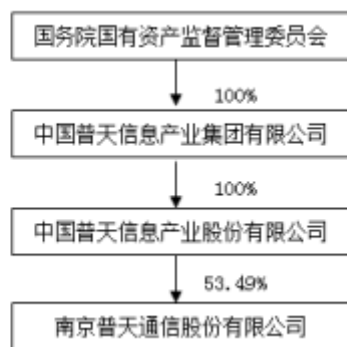 国务院国有资产监督管理委员会
100%
中国普天信息产业集团有限公司
100%
中国普天信息产业股份有限公司
53.49%
南京普天通信股份有限公司